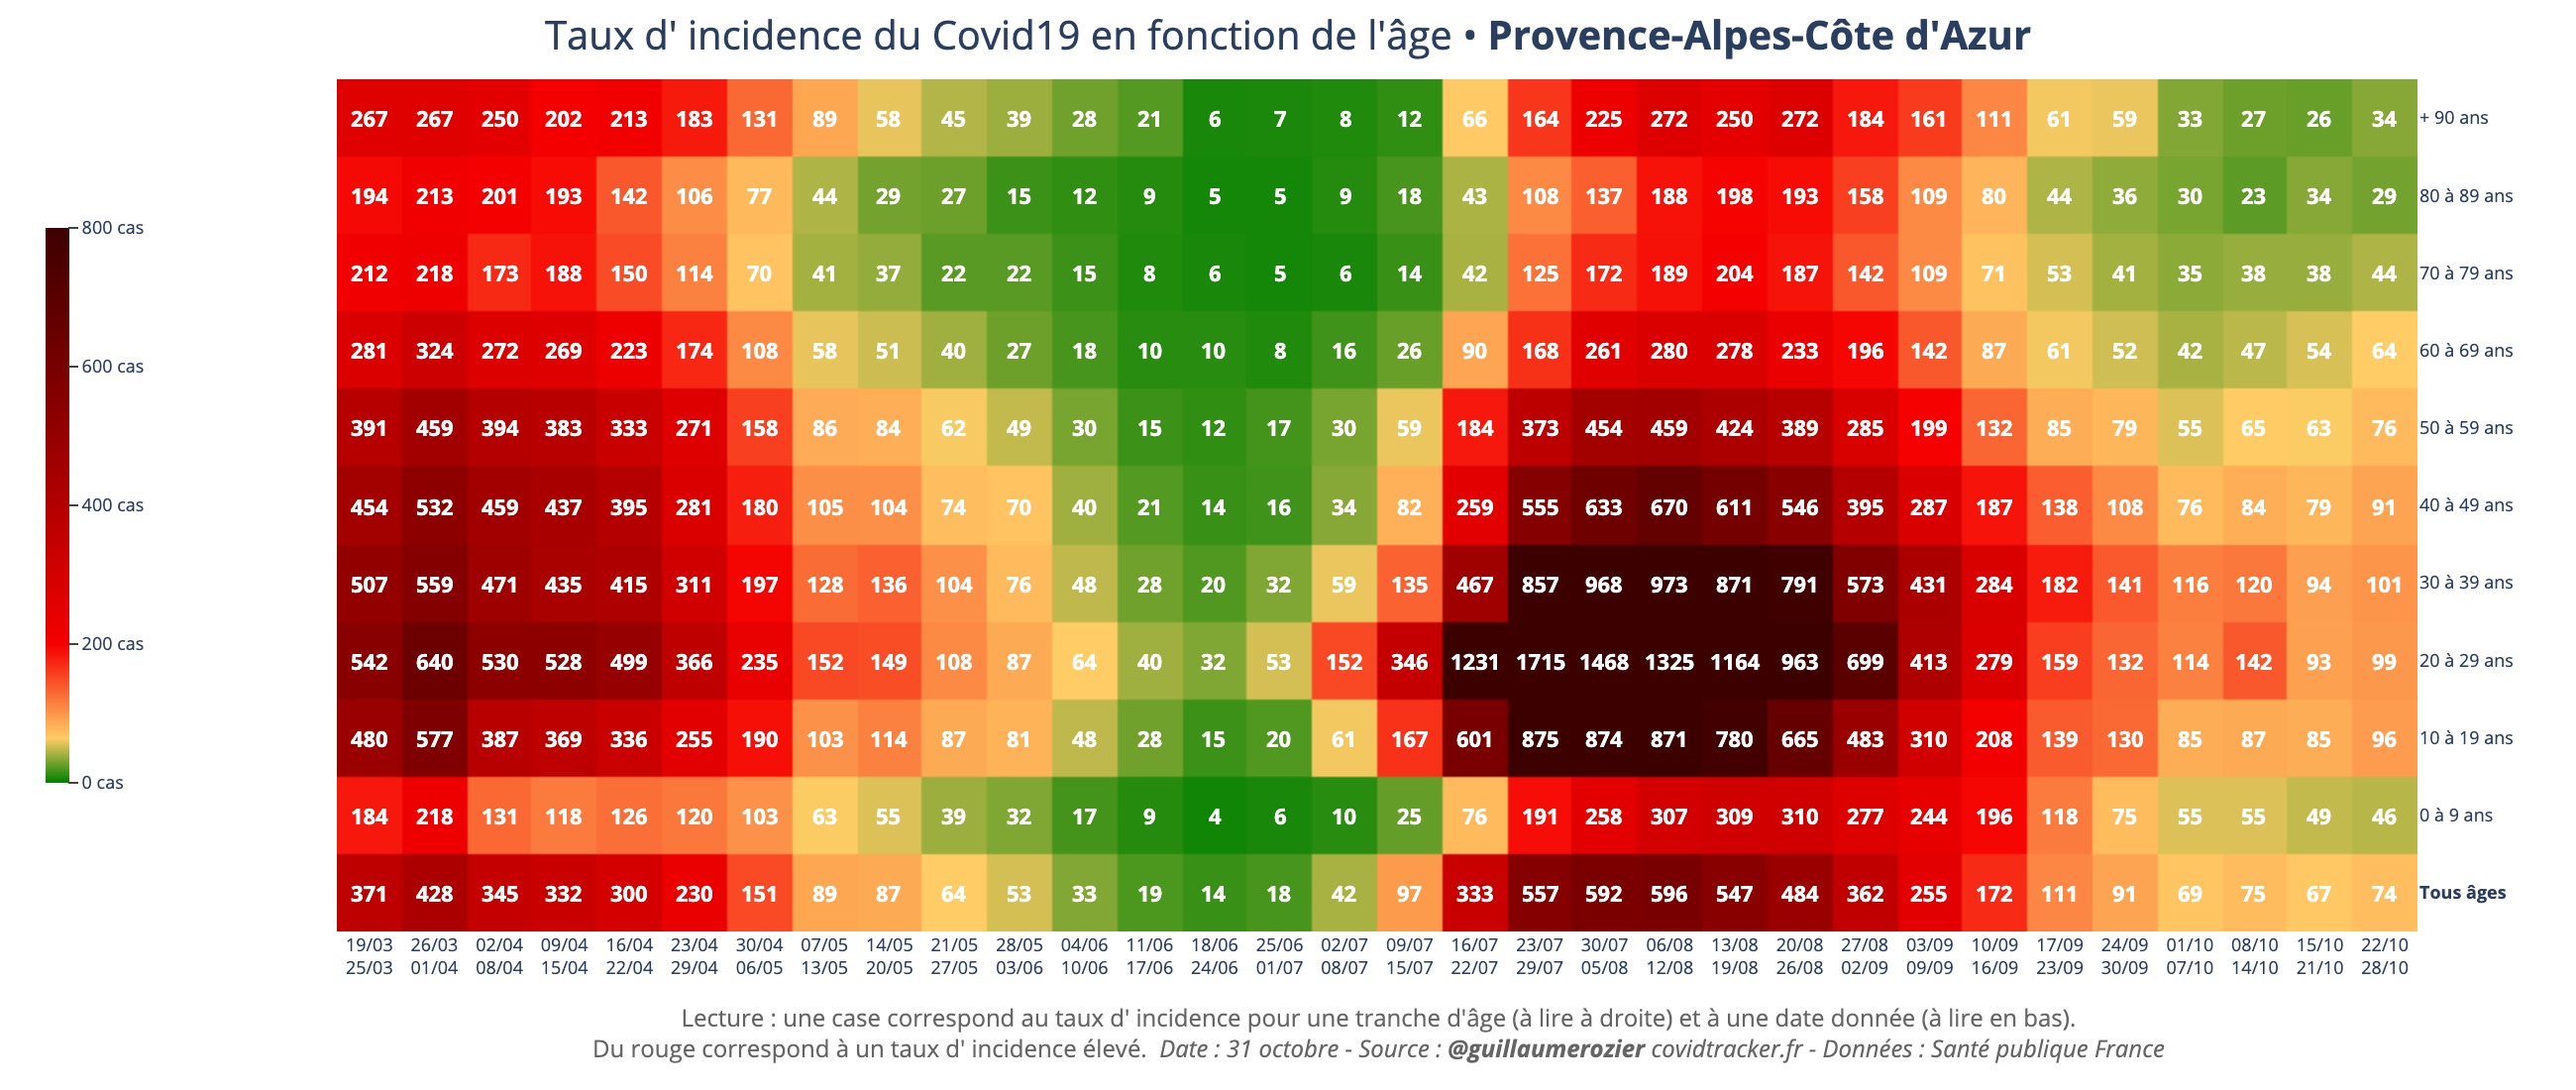 Taux d' incidence du Covid19 en fonction de l'âge • Provence-Alpes-Côte d'Azur
800 cas
600 cas
400 cas
200 cas
0 cas
267 267 250 202 213 183 131 89 58 45 39 28 21 6 7 8 12 66 164 225 272 250 272 184 161 111 61 59 33 27 26 34 + 90 ans
194 213 201 193 142 106 77 44 29 27 15 12 9 5 5 9 18 43 108 137 188 198 193 158 109 80 44 36 30 23 34 29 80 à 89 ans
212 218 173 188 150 114 70 41 37 22 22 15 8 6 5 6 14 42 125 172 189 204 187 142 109 71 53 41 35 38 38 44 70 à 79 ans
281 324 272 269 223 174 108 58 51 40 27 18 10 10 8 16 26 90 168 261 280 278 233 196 142 87 61 52 42 47 54 64 60 à 69 ans
391 459 394 383 333 271 158 86 84 62 49 30 15 12 17 30 59 184 373 454 459 424 389 285 199 132 85 79 55 65 63 76 50 à 59 ans
454 532 459 437 395 281 180 105 104 74 70 40 21 14 16 34 82 259 555 633 670 611 546 395 287 187 138 108 76 84 79 91 40 à 49 ans
507 559 471 435 415 311 197 128 136 104 76 48 28 20 32 59 135 467 857 968 973 871 791 573 431 284 182 141 116 120 94 101 30 à 39 ans
542 640 530 528 499 366 235 152 149 108 87 64 40 32 53 152 346 1231 1715 1468 1325 1164 963 699 413 279 159 132 114 142 93 99 20 à 29 ans
480 577 387 369 336 255 190 103 114 87 81 48 28 15 20 61 167 601 875 874 871 780 665 483 310 208 139 130 85 87 85 96 10 à 19 ans
184 218 131 118 126 120 103 63 55 39 32 17 9 4 6 10 25 76 191 258 307 309 310 277 244 196 118 75 55 55 49 46 0 à 9 ans
371 428 345 332 300 230 151 89 87 64 53 33 19 14 18 42 97 333 557 592 596 547 484 362 255 172 111 91 69 75 67 74 Tous âges
19/03 26/03 02/04 09/04 16/04 23/04 30/04 07/05 14/05 21/05 28/05 04/06 11/06 18/06 25/06 02/07 09/07 16/07 23/07 30/07 06/08 13/08 20/08 27/08 03/09 10/09 17/09 24/09 01/10 08/10 15/10 22/10
25/03 01/04 08/04 15/04 22/04 29/04 06/05 13/05 20/05 27/05 03/06 10/06 17/06 24/06 01/07 08/07 15/07 22/07 29/07 05/08 12/08 19/08 26/08 02/09 09/09 16/09 23/09 30/09 07/10 14/10 21/10 28/10
Lecture : une case correspond au taux d' incidence pour une tranche d'âge (à lire à droite) et à une date donnée (à lire en bas).
Du rouge correspond à un taux d' incidence élevé. Date : 31 octobre - Source : @guillaumerozier covidtracker.fr - Données : Santé publique France